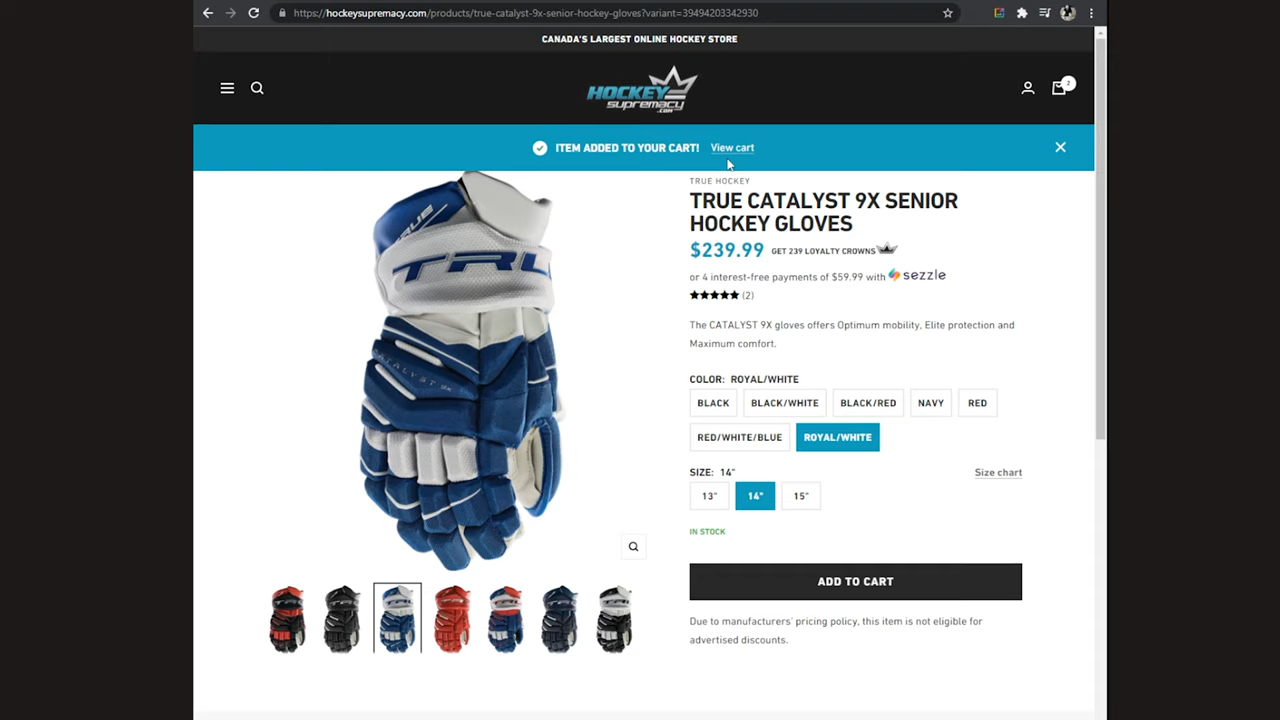 https://hockeysupremacy.com/products/true-catalyst-9x-senior-hockey-gloves?variant=39494203342930
CANADA'S LARGEST ONLINE HOCKEY STORE
HOCKEY
SUPREMACY
.COM
2
ITEM ADDED TO YOUR CART! View cart
TRUE HOCKEY
TRUE CATALYST 9X SENIOR
HOCKEY GLOVES
$239.99 GET 239 LOYALTY CROWNS
or 4 interest-free payments of $59.99 with sezzle
(2)
The CATALYST 9X gloves offers Optimum mobility, Elite protection and
Maximum comfort.
COLOR: ROYAL/WHITE
BLACK BLACK/WHITE BLACK/RED NAVY RED
RED/WHITE/BLUE ROYAL/WHITE
SIZE: 14" Size chart
13" 14" 15"
IN STOCK
ADD TO CART
Due to manufacturers' pricing policy, this item is not eligible for
advertised discounts.
TRUE
TRU
CATALYST 9X